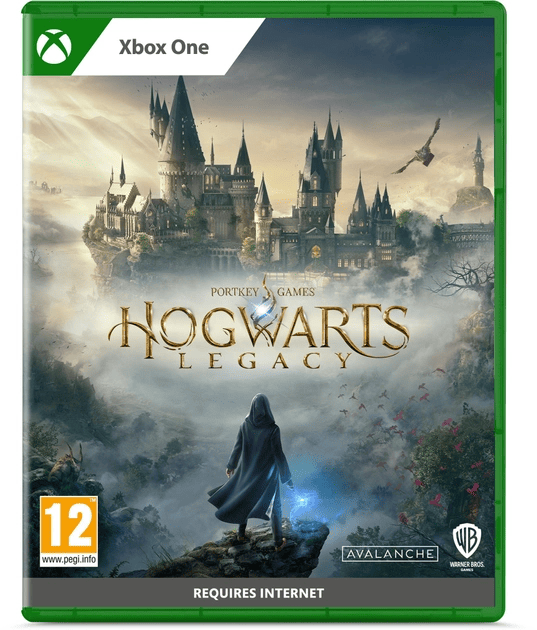 Xbox One
PORTKEY GAMES
HOGWARTS
LEGACY
12
www.pegi.info
AVALANCHE
WB
WARNER BROS.
GAMES
REQUIRES INTERNET